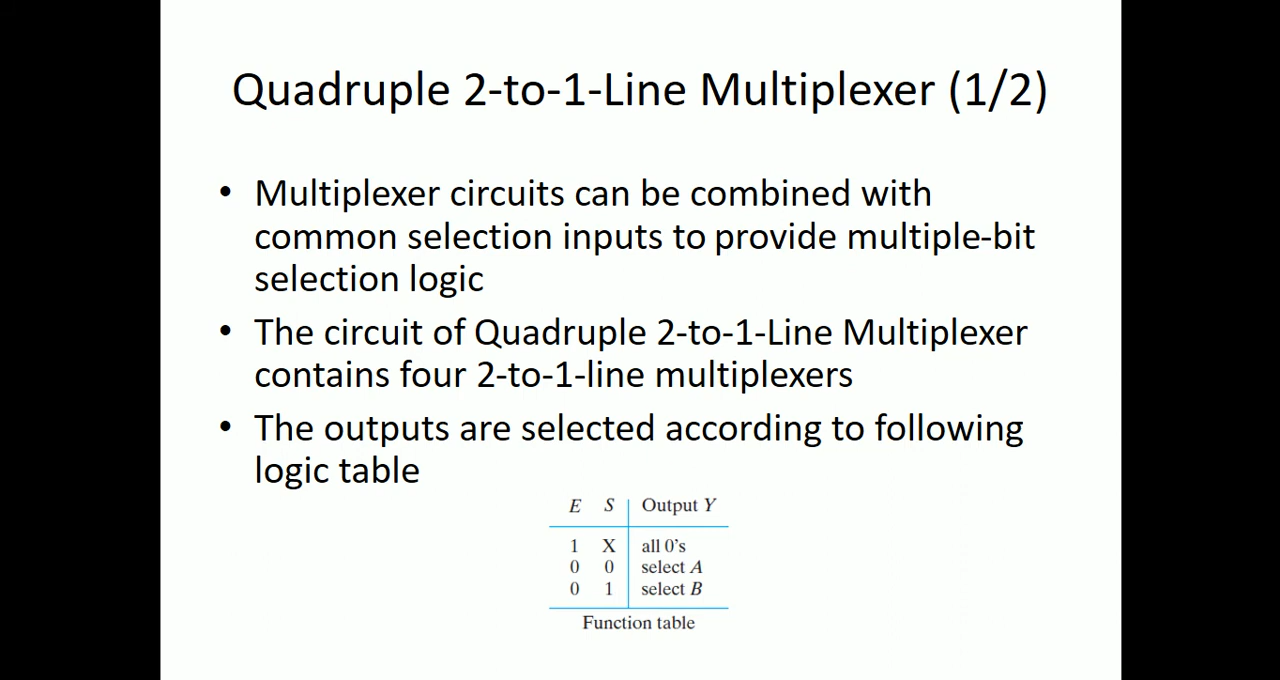 Quadruple 2-to-1-Line Multiplexer (1/2)
• Multiplexer circuits can be combined with
common selection inputs to provide multiple-bit
selection logic
• The circuit of Quadruple 2-to-1-Line Multiplexer
contains four 2-to-1-line multiplexers
• The outputs are selected according to following
logic table
E S Output Y
1 X all 0's
0 0 select A
0 1 select B
Function table